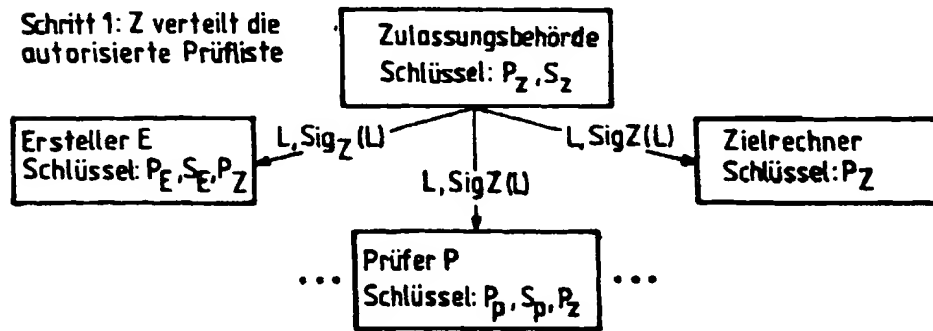 Schritt 1: Z verteilt die
autorisierte Prüfliste
Zulassungsbehörde
Schlüssel: P_Z, S_Z
L, Sig_Z(L)
L, SigZ(L)
L, SigZ(L)
Ersteller E
Schlüssel: P_E, S_E, P_Z
Zielrechner
Schlüssel: P_Z
... Prüfer P ...
Schlüssel: P_p, S_p, P_z